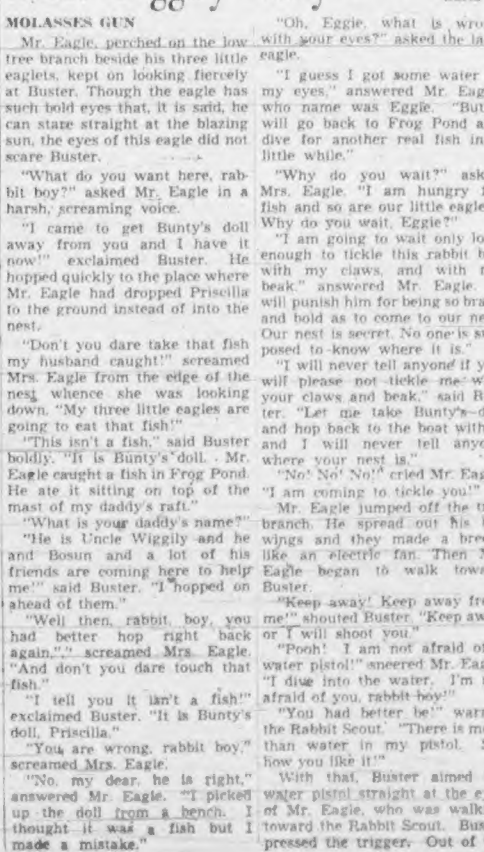 MOLASSES GUN
Mr. Eagle, perched on the low
tree branch beside his three little
eaglets, kept on looking fiercely
at Buster. Though the eagle has
such bold eyes that, it is said, he
can stare straight at the blazing
sun, the eyes of this eagle did not
scare Buster.
"What do you want here, rab-
bit boy?" asked Mr. Eagle in a
harsh, screaming voice.
"I came to get Bunty's doll
away from you and I have it
now!" exclaimed Buster. He
hopped quickly to the place where
Mr. Eagle had dropped Priscilla
to the ground instead of into the
nest.
"Don't you dare take that fish
my husband caught!" screamed
Mrs. Eagle from the edge of the
nest whence she was looking
down. "My three little eagles are
going to eat that fish!"
"This isn't a fish," said Buster
boldly. "It is Bunty's doll. Mr.
Eagle caught a fish in Frog Pond.
He ate it sitting on top of the
mast of my daddy's raft."
"What is your daddy's name?"
"He is Uncle Wiggily and he
and Bosun and a lot of his
friends are coming here to help
me!" said Buster. "I hopped on
ahead of them."
"Well then, rabbit, boy, you
had better hop right back
again,"," screamed Mrs. Eagle.
"And don't you dare touch that
fish."
"I tell you it isn't a fish!"
exclaimed Buster. "It is Bunty's
doll, Priscilla."
"You are wrong, rabbit boy,"
screamed Mrs. Eagle.
"No, my dear, he is right,"
answered Mr. Eagle. "I picked
up the doll from a bench. I
thought it was a fish but I
made a mistake."
"Oh, Eggie, what is
with your eyes?" asked the
eagle.
"I guess I got some water
my eyes," answered Mr.
who name was Eggie. "But
will go back to Frog Pond
dive for another real fish in
little while."
"Why do you wait?"
Mrs. Eagle. "I am hungry
fish and so are our little
Why do you wait, Eggie?"
"I am going to wait only
enough to tickle this rabbit
with my claws, and with
beak," answered Mr. Eagle.
will punish him for being so
and bold as to come to our
Our nest is secret. No one is
posed to know where it is."
"I will never tell anyone if
will please not tickle me
your claws and beak," said
ter. "Let me take Bunty's
and hop back to the boat with
and I will never tell
where your nest is."
"No! No! No!" cried Mr.
"I am coming to tickle you!"
Mr. Eagle jumped off the
branch. He spread out his
wings and they made a
like an electric fan. Then
Eagle began to walk
Buster.
"Keep away! Keep away
me!" shouted Buster. "Keep
or I will shoot you."
"Pooh! I am not afraid of
water pistol!" sneered Mr.
"I dive into the water. I'm
afraid of you, rabbit boy!"
"You had better be!"
the Rabbit Scout. "There is
than water in my pistol.
how you like it!"
With that, Buster aimed
water pistol straight at the
of Mr. Eagle, who was
toward the Rabbit Scout.
pressed the trigger. Out of